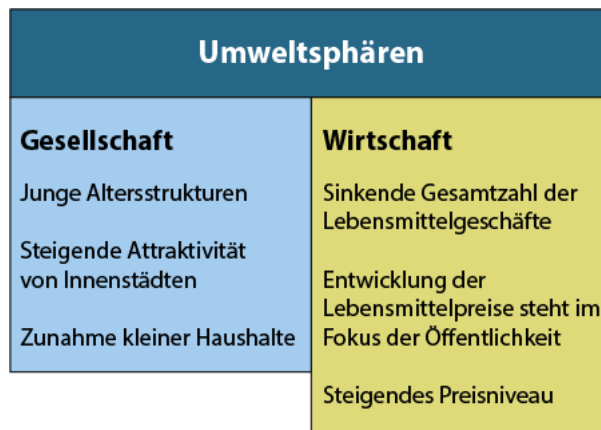 Umweltsphären
Gesellschaft
Junge Altersstrukturen
Steigende Attraktivität
von Innenstädten
Zunahme kleiner Haushalte
Wirtschaft
Sinkende Gesamtzahl der
Lebensmittelgeschäfte
Entwicklung der
Lebensmittelpreise steht im
Fokus der Öffentlichkeit
Steigendes Preisniveau